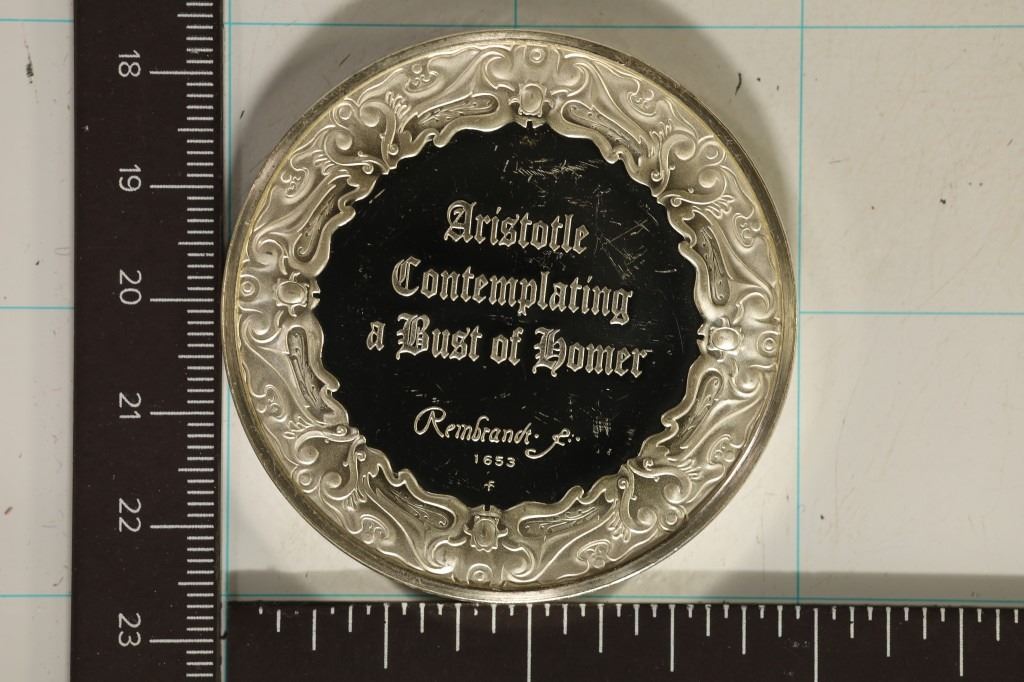 Aristotle
Contemplating
a Bust of Homer
Rembrandt. f:.
1653
18
19
20
21
22
23